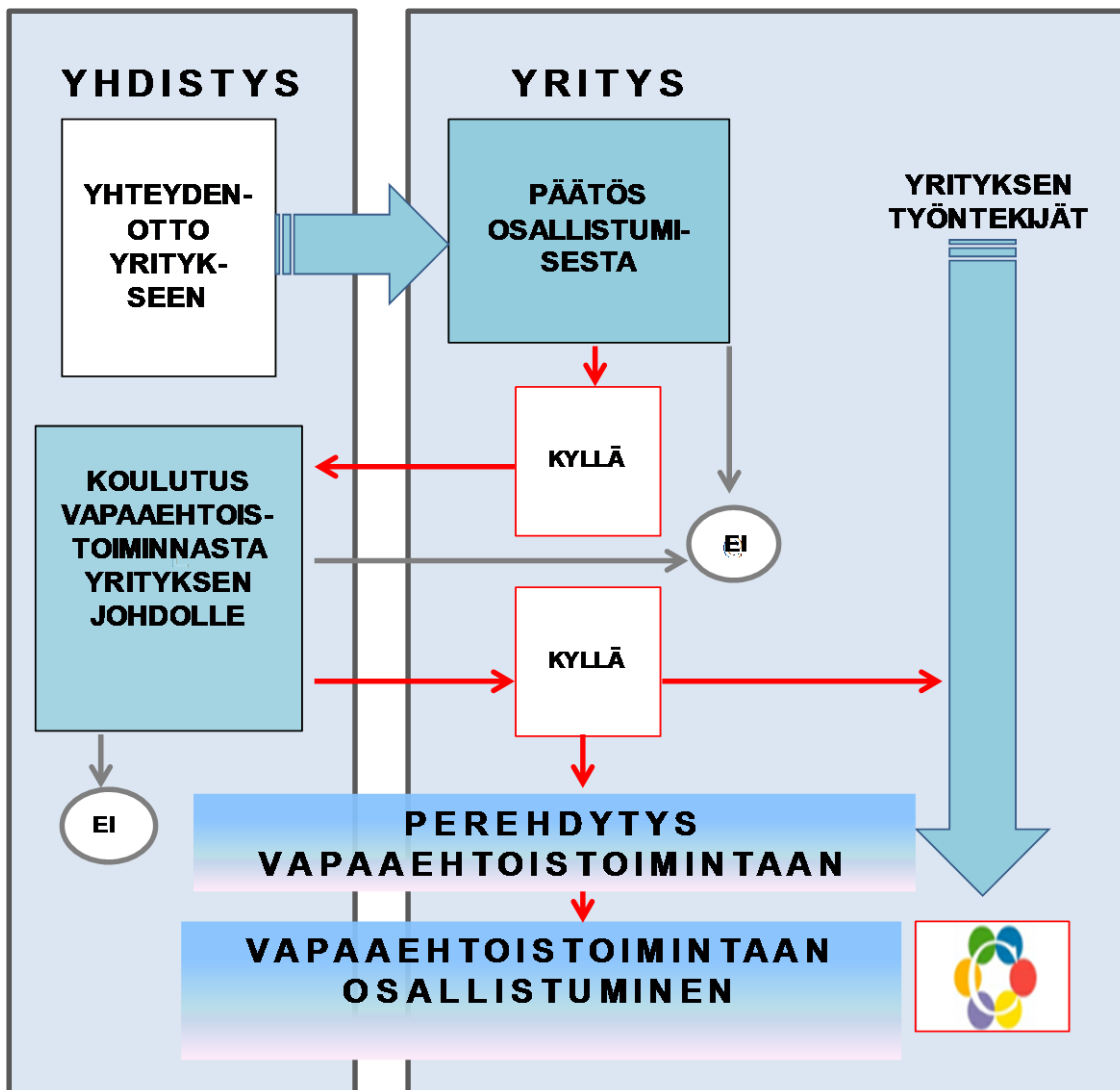 YHDISTYS
YRITYS
YHTEYDEN-
OTTO
YRITYK-
SEEN
PÄÄTÖS
OSALLISTUMI-
SESTA
YRITYKSEN
TYÖNTEKIJÄT
KYLLÄ
KOULUTUS
VAPAAEHTOIS-
TOIMINNASTA
YRITYKSEN
JOHDOLLE
EI
KYLLÄ
EI
PEREHDYTYS
VAPAAEHTOISTOIMINTAAN
VAPAAEHTOISTOIMINTAAN
OSALLISTUMINEN